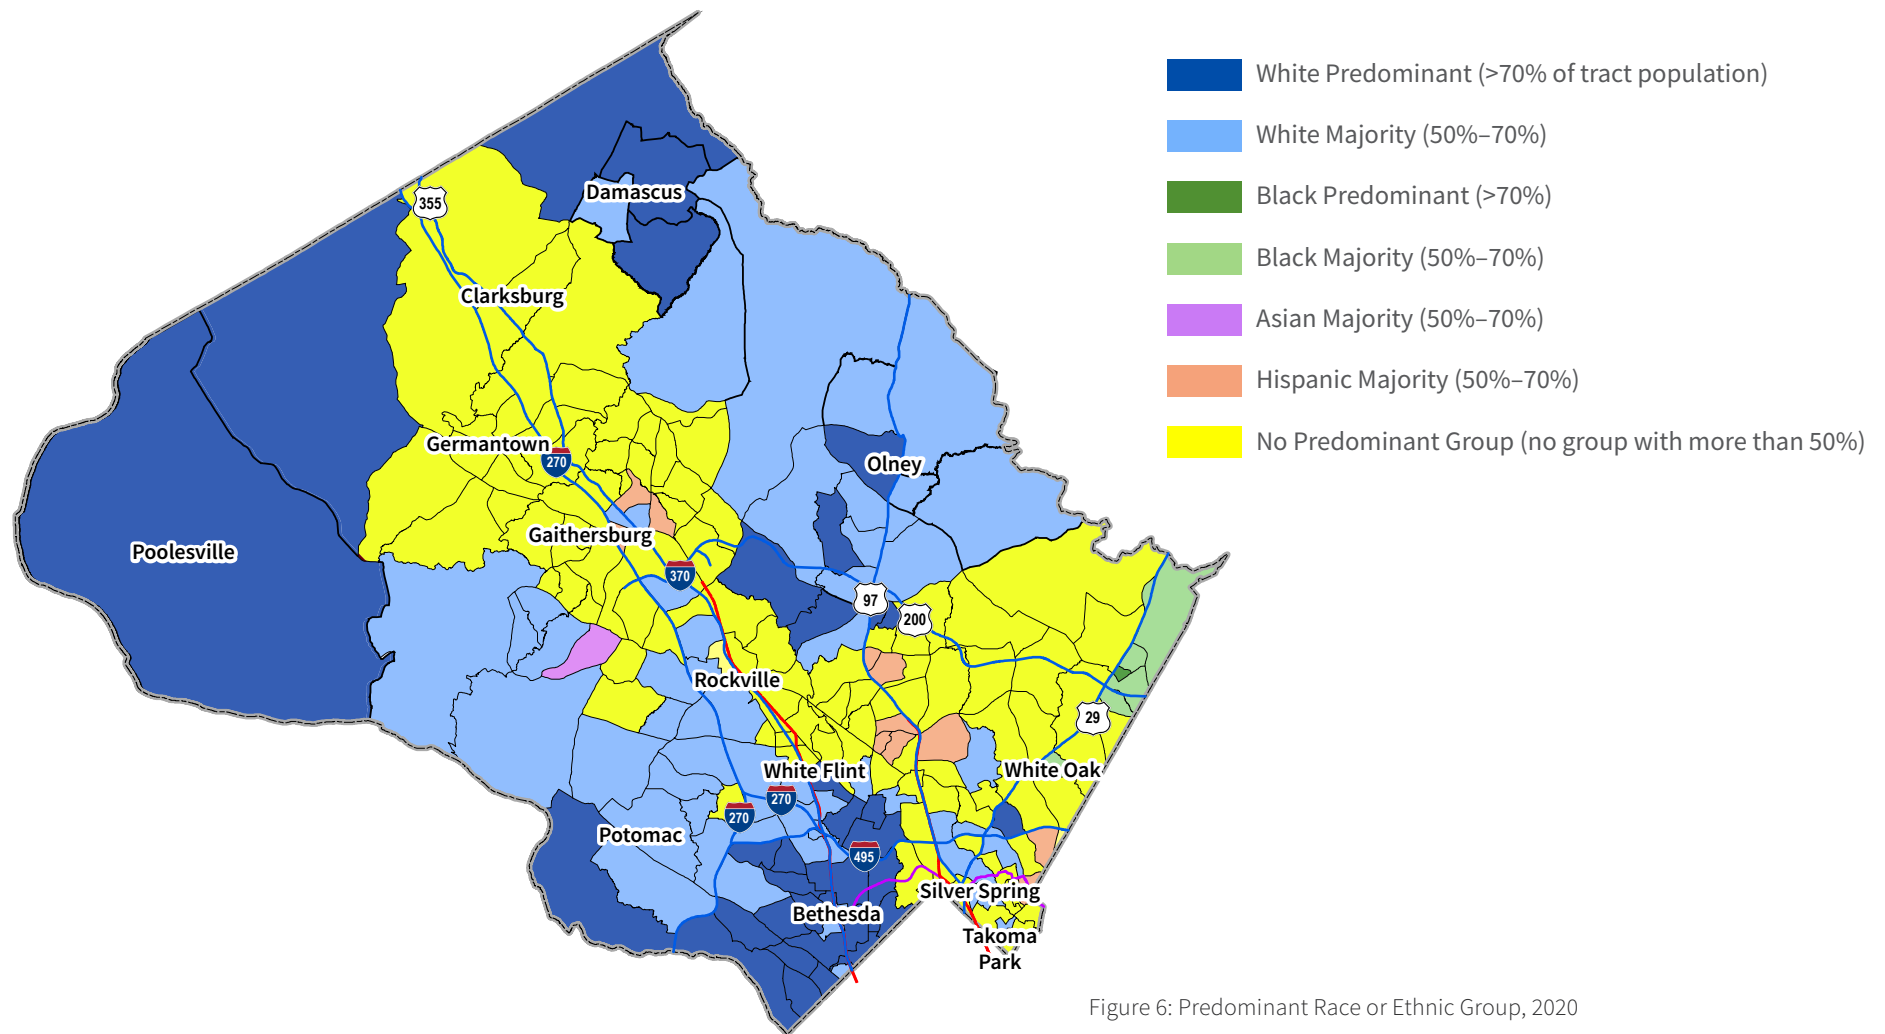 White Predominant (>70% of tract population)
White Majority (50%–70%)
Black Predominant (>70%)
Black Majority (50%–70%)
Asian Majority (50%–70%)
Hispanic Majority (50%–70%)
No Predominant Group (no group with more than 50%)
Damascus
355
Clarksburg
Germantown
270
Olney
Gaithersburg
Poolesville
370
97
200
Rockville
29
White Flint
White Oak
270
270
Potomac
495
Silver Spring
Bethesda
Takoma
Park
Figure 6: Predominant Race or Ethnic Group, 2020